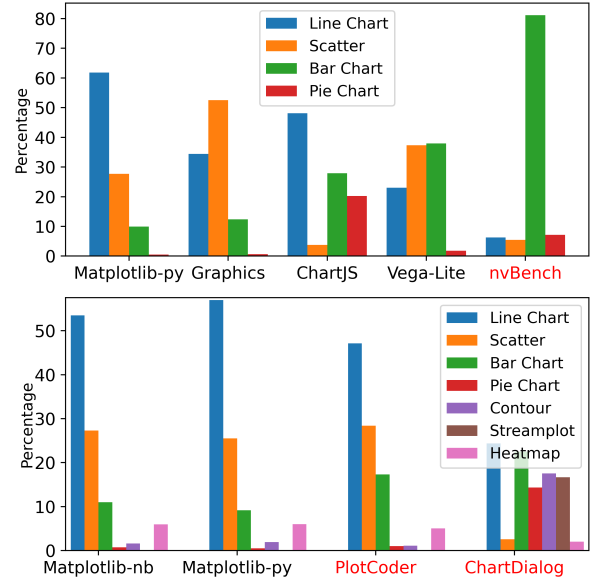 80
70
60
50
40
30
20
10
0
Percentage
Line Chart
Scatter
Bar Chart
Pie Chart
Matplotlib-py Graphics ChartJS Vega-Lite nvBench
50
40
30
20
10
0
Percentage
Line Chart
Scatter
Bar Chart
Pie Chart
Contour
Streamplot
Heatmap
Matplotlib-nb Matplotlib-py PlotCoder ChartDialog